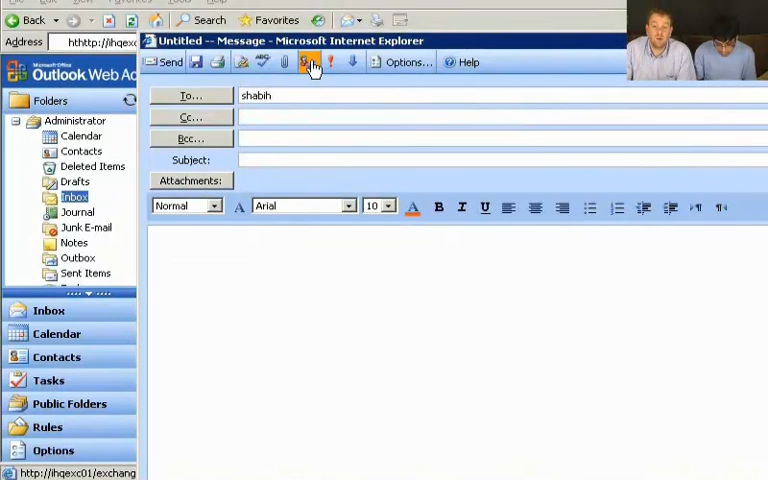 Back Search Favorites
Address hthttp://ihqexc
Untitled -- Message - Microsoft Internet Explorer
Outlook Web Ac
Send Options... Help
Folders
To... shabih
Cc...
Bcc...
Subject:
Attachments:
Normal A Arial 10 A B I U
Administrator
Calendar
Contacts
Deleted Items
Drafts
Inbox
Journal
Junk E-mail
Notes
Outbox
Sent Items
Inbox
Calendar
Contacts
Tasks
Public Folders
Rules
Options
http://ihqexc01/exchang